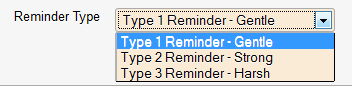 Reminder Type Type 1 Reminder - Gentle
Type 1 Reminder - Gentle
Type 2 Reminder - Strong
Type 3 Reminder - Harsh